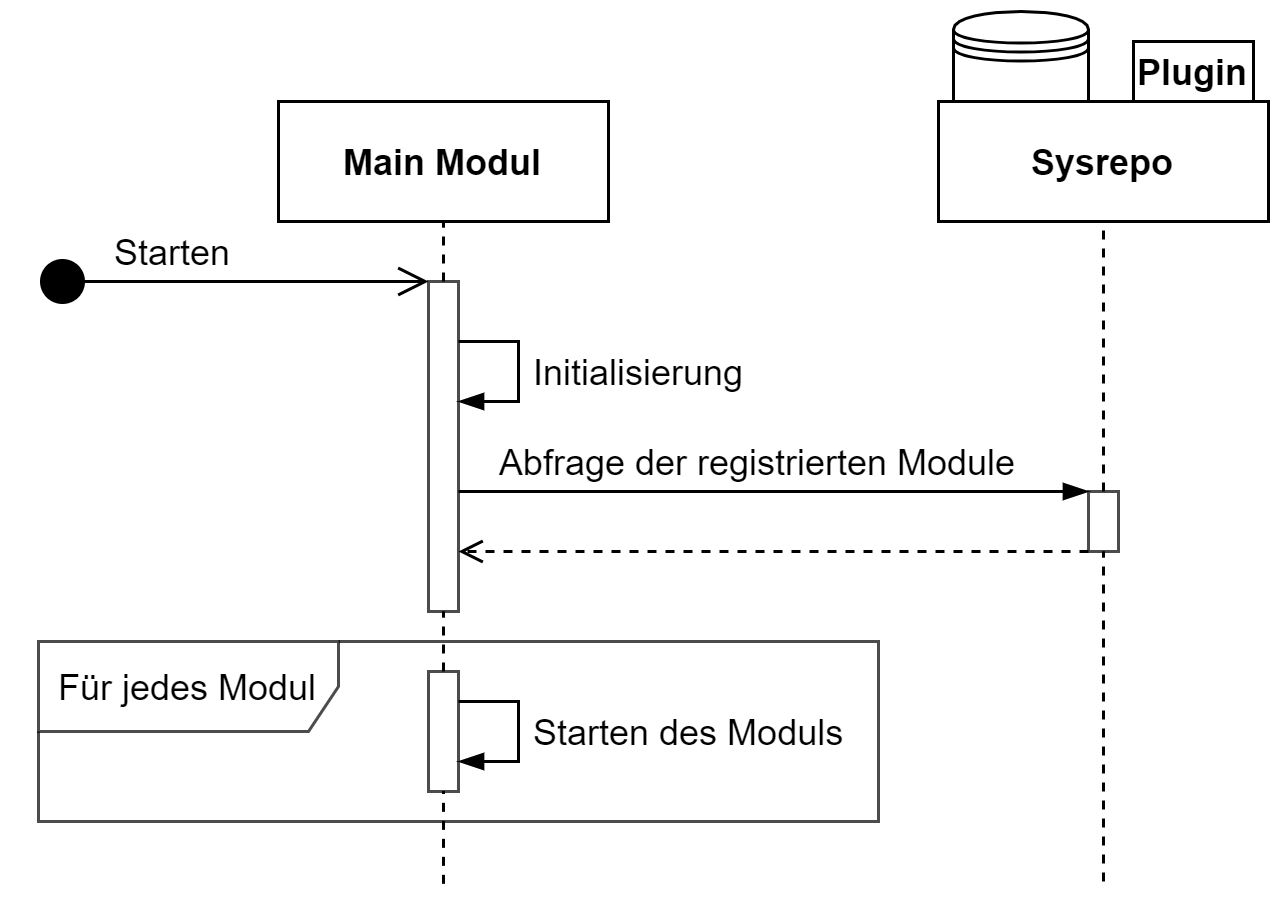 Plugin
Main Modul
Sysrepo
Starten
Initialisierung
Abfrage der registrierten Module
Für jedes Modul
Starten des Moduls